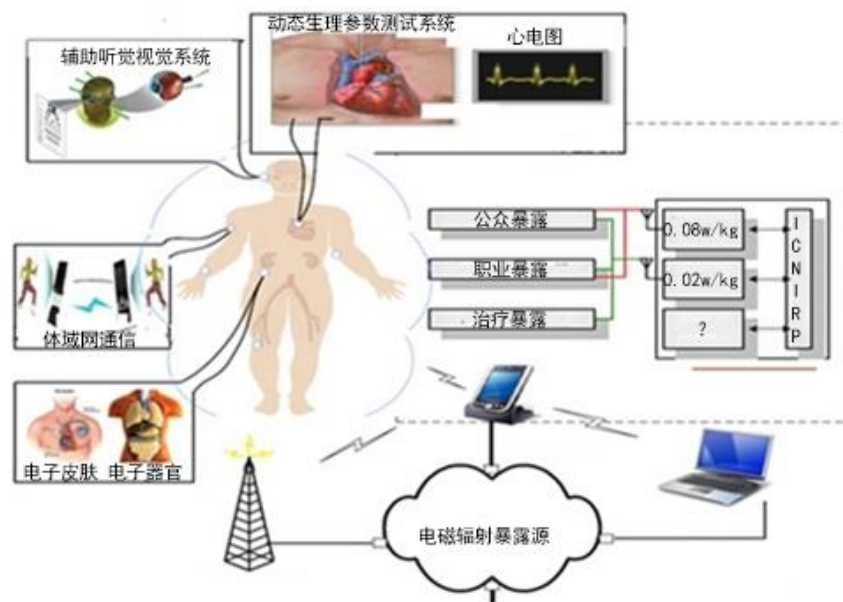 动态生理参数测试系统
心电图
辅助听觉视觉系统
公众暴露
0.08w/kg
职业暴露
0.02w/kg
治疗暴露
?
ICNIRP
体域网通信
电子皮肤 电子器官
电磁辐射暴露源